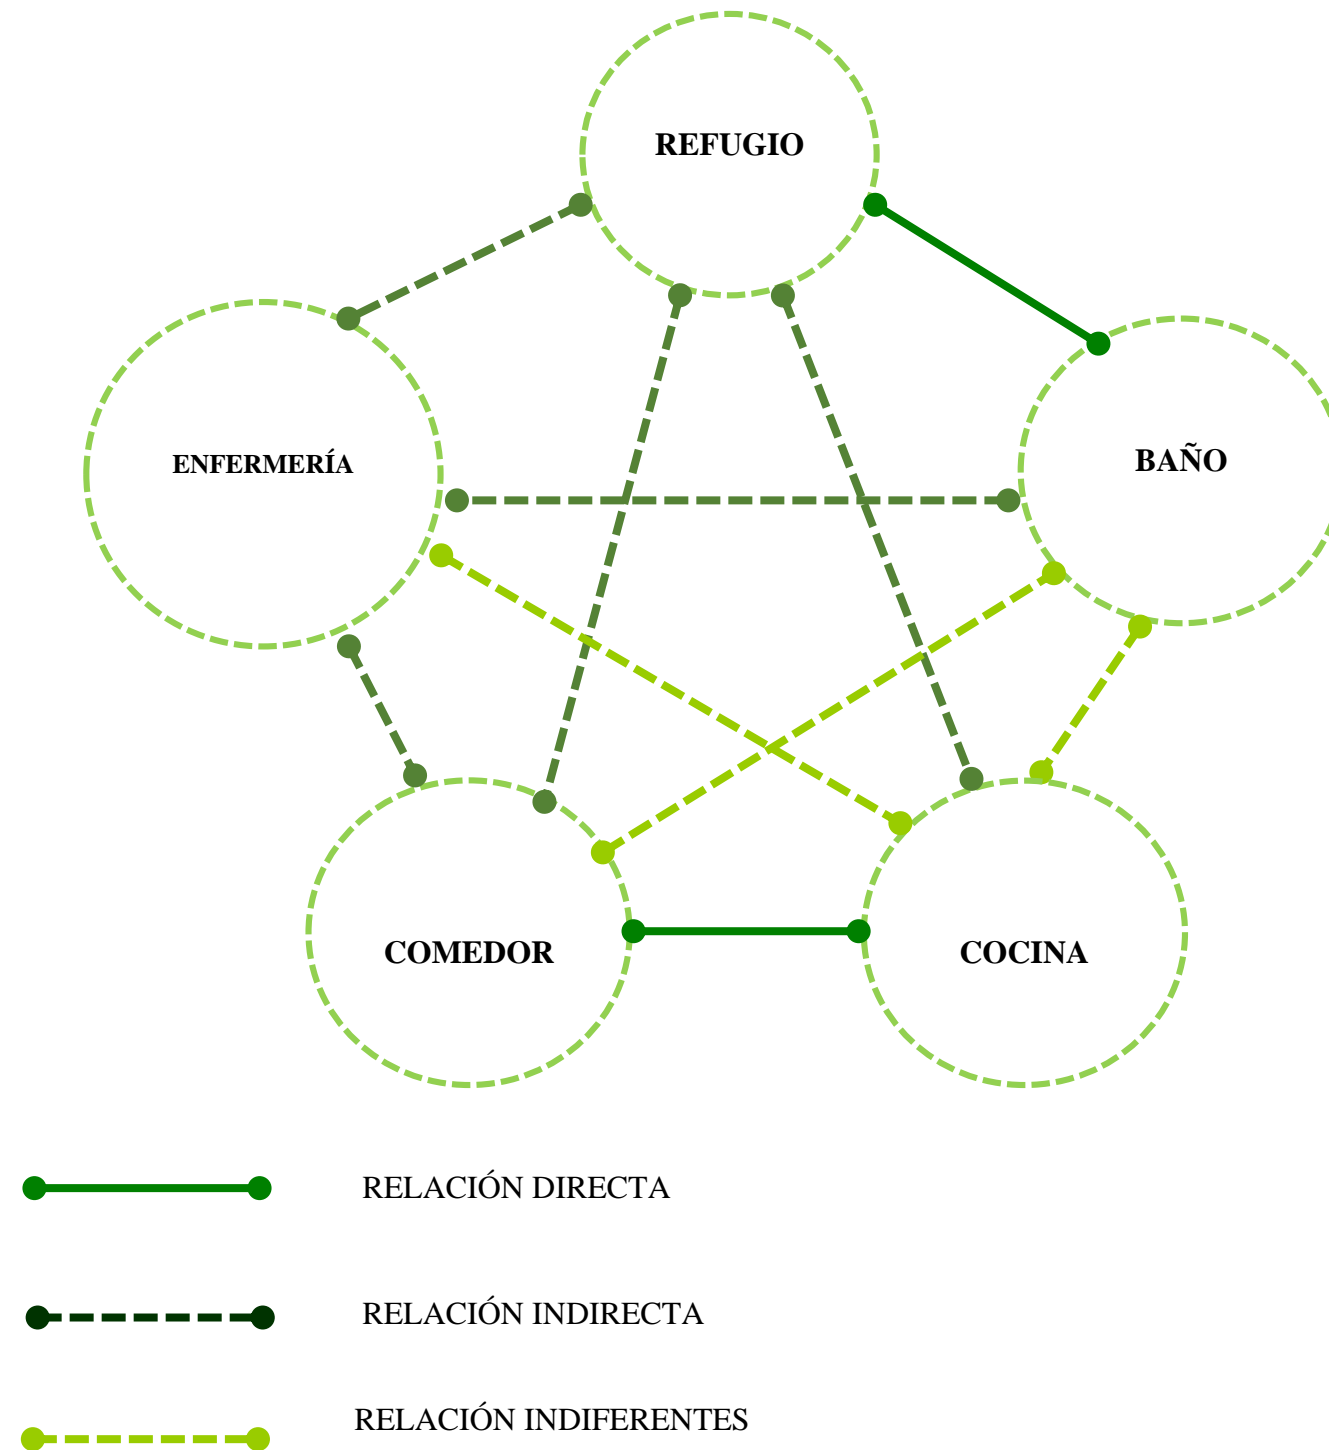 REFUGIO
ENFERMERÍA
BAÑO
COMEDOR
COCINA
RELACIÓN DIRECTA
RELACIÓN INDIRECTA
RELACIÓN INDIFERENTES